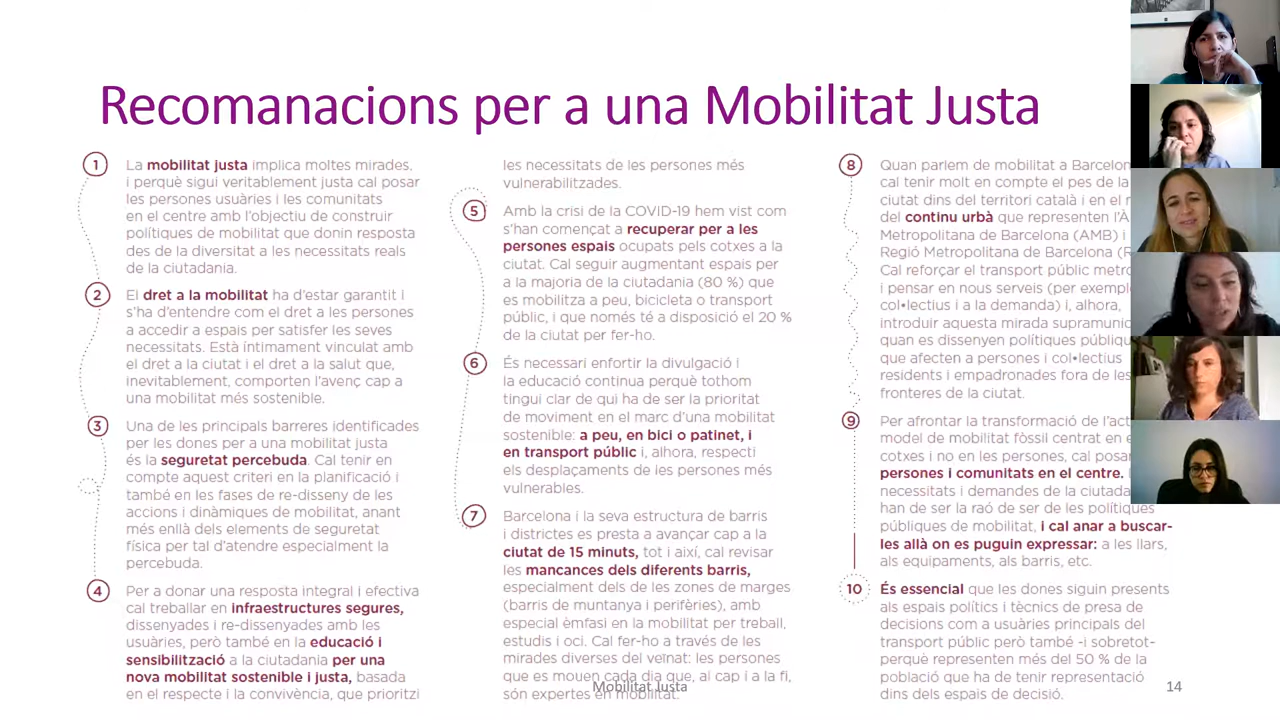 Recomanacions per a una Mobilitat Justa
1
La mobilitat justa implica moltes mirades,
i perquè sigui veritablement justa cal posar
les persones usuàries i les comunitats
en el centre amb l'objectiu de construir
polítiques de mobilitat que donin resposta
des de la diversitat a les necessitats reals
de la ciutadania.
2
El dret a la mobilitat ha d'estar garantit i
s'ha d'entendre com el dret a les persones
a accedir a espais per satisfer les seves
necessitats. Està íntimament vinculat amb
el dret a la ciutat i el dret a la salut que,
inevitablement, comporten l'avenç cap a
una mobilitat més sostenible.
3
Una de les principals barreres identificades
per les dones per a una mobilitat justa
és la seguretat percebuda. Cal tenir en
compte aquest criteri en la planificació i
també en les fases de re-disseny de les
accions i dinàmiques de mobilitat, anant
més enllà dels elements de seguretat
física per tal d'atendre especialment la
percebuda.
4
Per a donar una resposta integral i efectiva
cal treballar en infraestructures segures,
dissenyades i re-dissenyades amb les
usuàries, però també en la educació i
sensibilització a la ciutadania per una
nova mobilitat sostenible i justa, basada
en el respecte i la convivència, que prioritzi
les necessitats de les persones més
vulnerabilitzades.
5
Amb la crisi de la COVID-19 hem vist com
s'han començat a recuperar per a les
persones espais ocupats pels cotxes a la
ciutat. Cal seguir augmentant espais per
a la majoria de la ciutadania (80 %) que
es mobilitza a peu, bicicleta o transport
públic, i que només té a disposició el 20 %
de la ciutat per fer-ho.
6
És necessari enfortir la divulgació i
la educació continua perquè tothom
tingui clar de qui ha de ser la prioritat
de moviment en el marc d'una mobilitat
sostenible: a peu, en bici o patinet, i
en transport públic i, alhora, respecti
els desplaçaments de les persones més
vulnerables.
7
Barcelona i la seva estructura de barris
i districtes es presta a avançar cap a la
ciutat de 15 minuts, tot i així, cal revisar
les mancances dels diferents barris,
especialment dels de les zones de marges
(barris de muntanya i perifèries), amb
especial èmfasi en la mobilitat per treball,
estudis i oci. Cal fer-ho a través de les
mirades diverses del veïnat: les persones
que es mouen cada dia que, al cap i a la fi,
són expertes en mobilitat.
8
Quan parlem de mobilitat a Barcelon
cal tenir molt en compte el pes de la
ciutat dins del territori català i en el
del continu urbà que representen l'À
Metropolitana de Barcelona (AMB) i
Regió Metropolitana de Barcelona (R
Cal reforçar el transport públic metro
i pensar en nous serveis (per exempl
col•lectius i a la demanda) i, alhora,
introduir aquesta mirada supramunic
quan es dissenyen polítiques públiqu
que afecten a persones i col•lectius
residents i empadronades fora de les
fronteres de la ciutat.
9
Per afrontar la transformació de l'act
model de mobilitat fòssil centrat en e
cotxes i no en les persones, cal posar
persones i comunitats en el centre.
necessitats i demandes de la ciutada
han de ser la raó de ser de les polítiques
públiques de mobilitat, i cal anar a buscar-
les allà on es puguin expressar: a les llars,
als equipaments, als barris, etc.
10
És essencial que les dones siguin presents
als espais polítics i tècnics de presa de
decisions com a usuàries principals del
transport públic però també -i sobretot-
perquè representen més del 50 % de la
població que ha de tenir representació
dins dels espais de decisió.
Mobilitat Justa
14